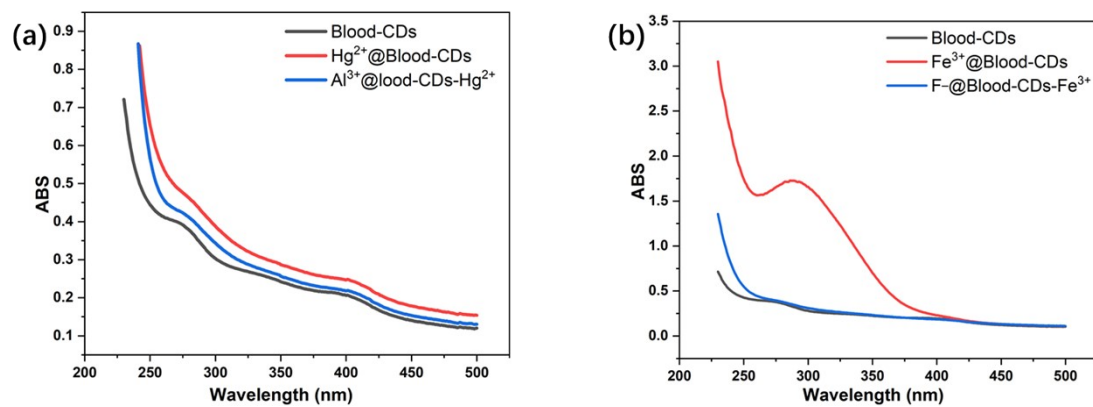 (a)
Blood-CDs
Hg²⁺@Blood-CDs
Al³⁺@lood-CDs-Hg²⁺
ABS
0.9
0.8
0.7
0.6
0.5
0.4
0.3
0.2
0.1
200 250 300 350 400 450 500
Wavelength (nm)
(b)
Blood-CDs
Fe³⁺@Blood-CDs
F–@Blood-CDs-Fe³⁺
ABS
3.5
3.0
2.5
2.0
1.5
1.0
0.5
0.0
200 250 300 350 400 450 500
Wavelength (nm)